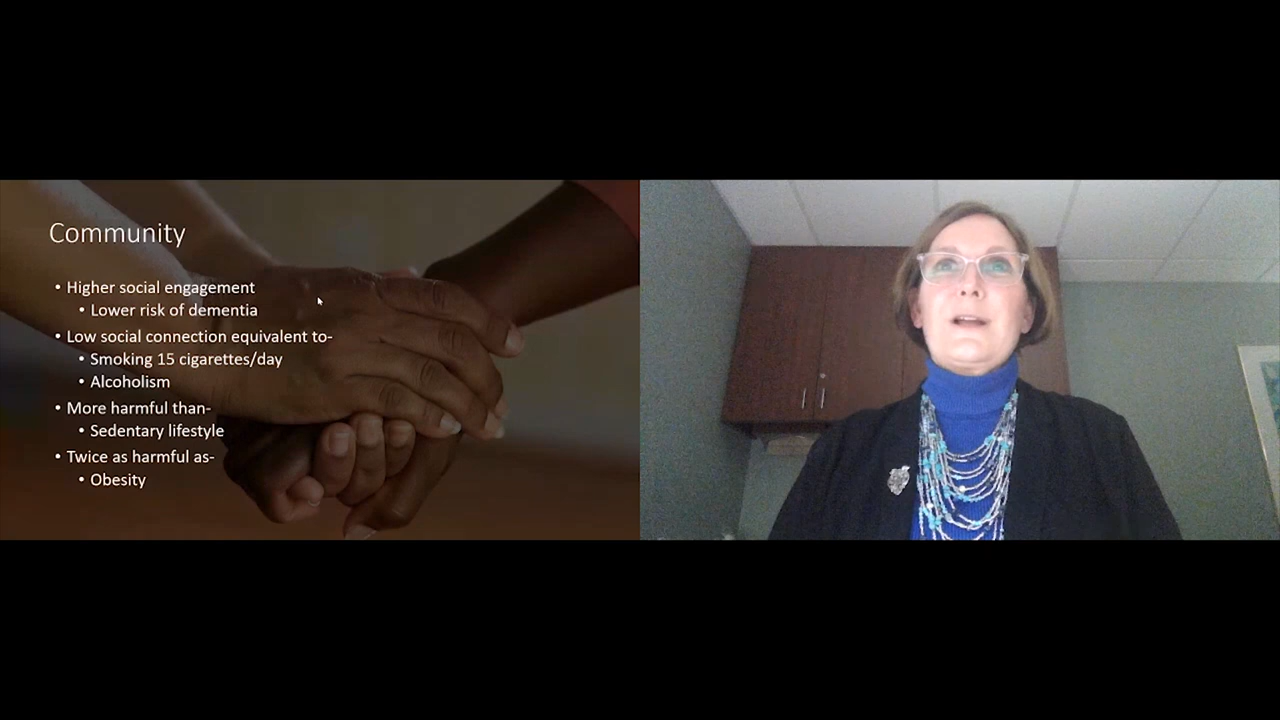 Community
• Higher social engagement
• Lower risk of dementia
• Low social connection equivalent to-
• Smoking 15 cigarettes/day
• Alcoholism
• More harmful than-
• Sedentary lifestyle
• Twice as harmful as-
• Obesity